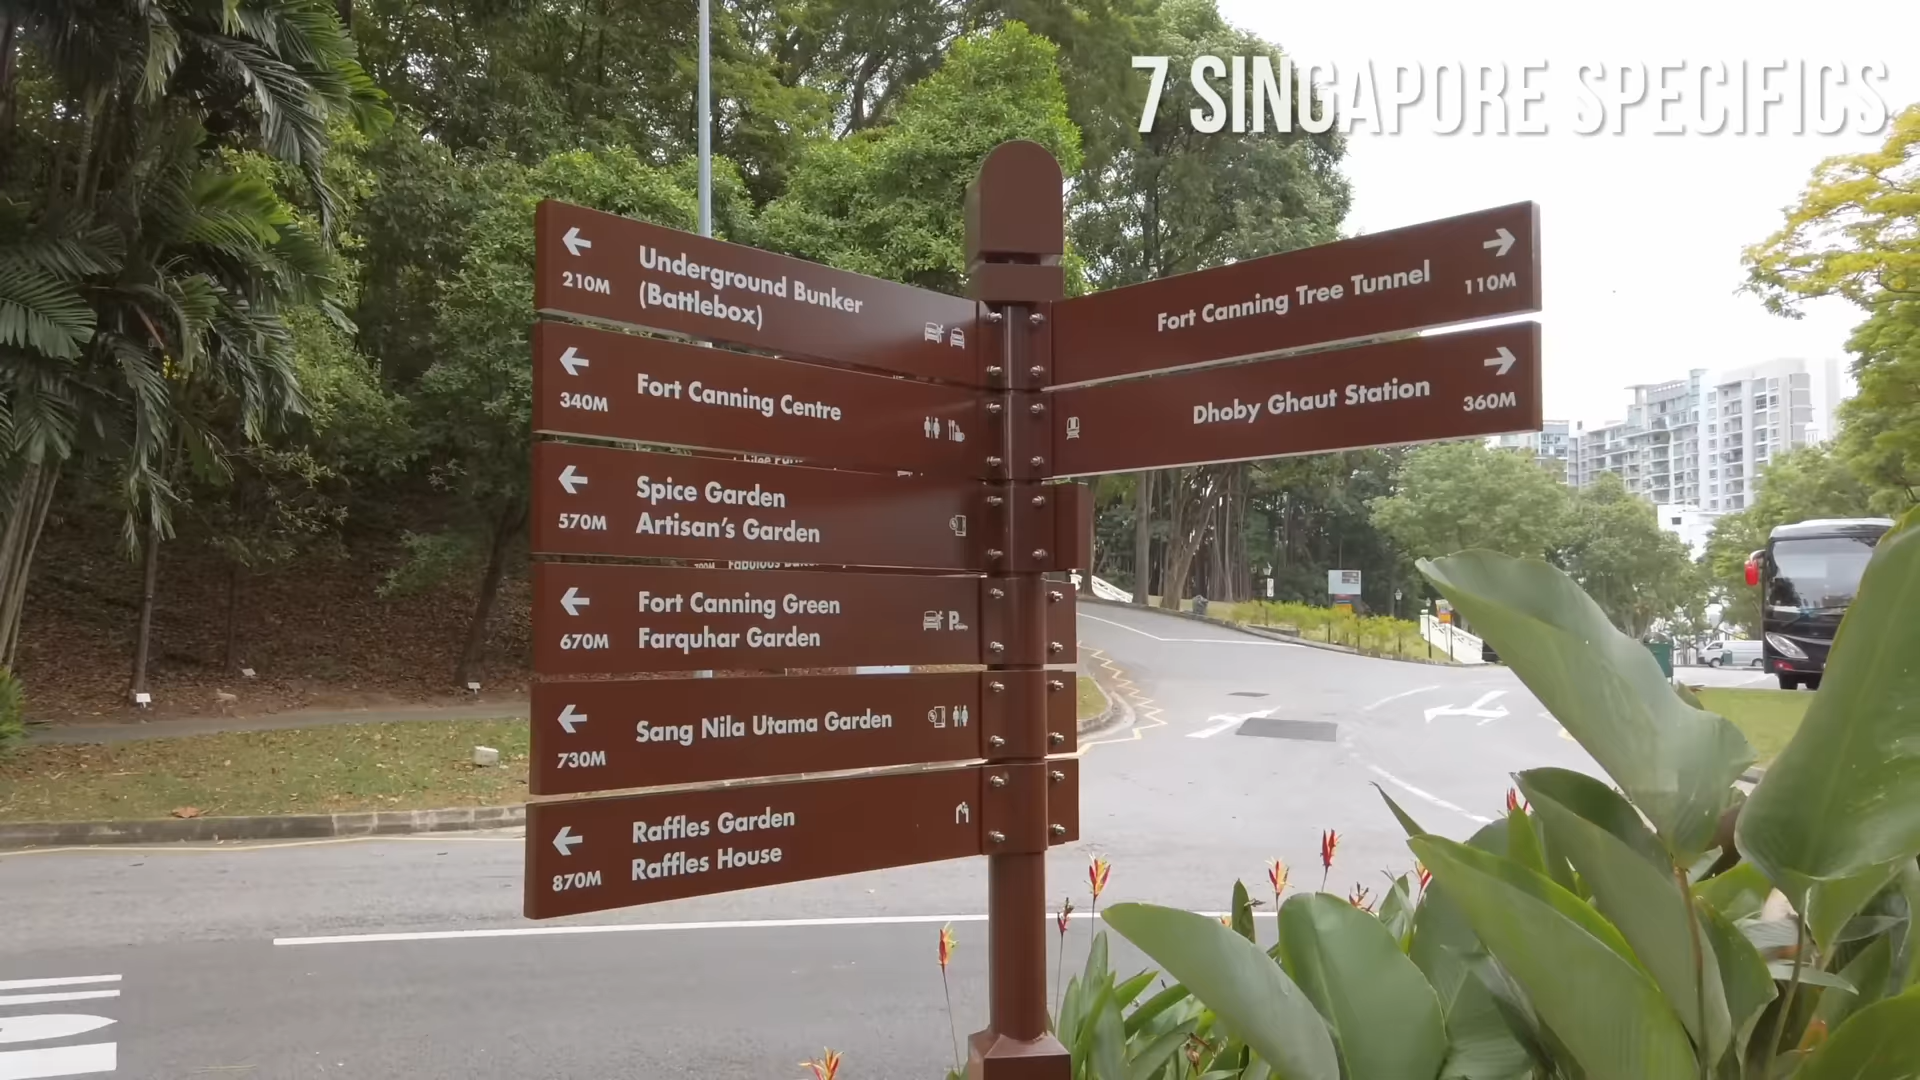 7 SINGAPORE SPECIFICS
210M
Underground Bunker
(Battlebox)
340M
Fort Canning Centre
570M
Spice Garden
Artisan's Garden
670M
Fort Canning Green
Farquhar Garden
730M
Sang Nila Utama Garden
870M
Raffles Garden
Raffles House
Fort Canning Tree Tunnel
110M
Dhoby Ghaut Station
360M